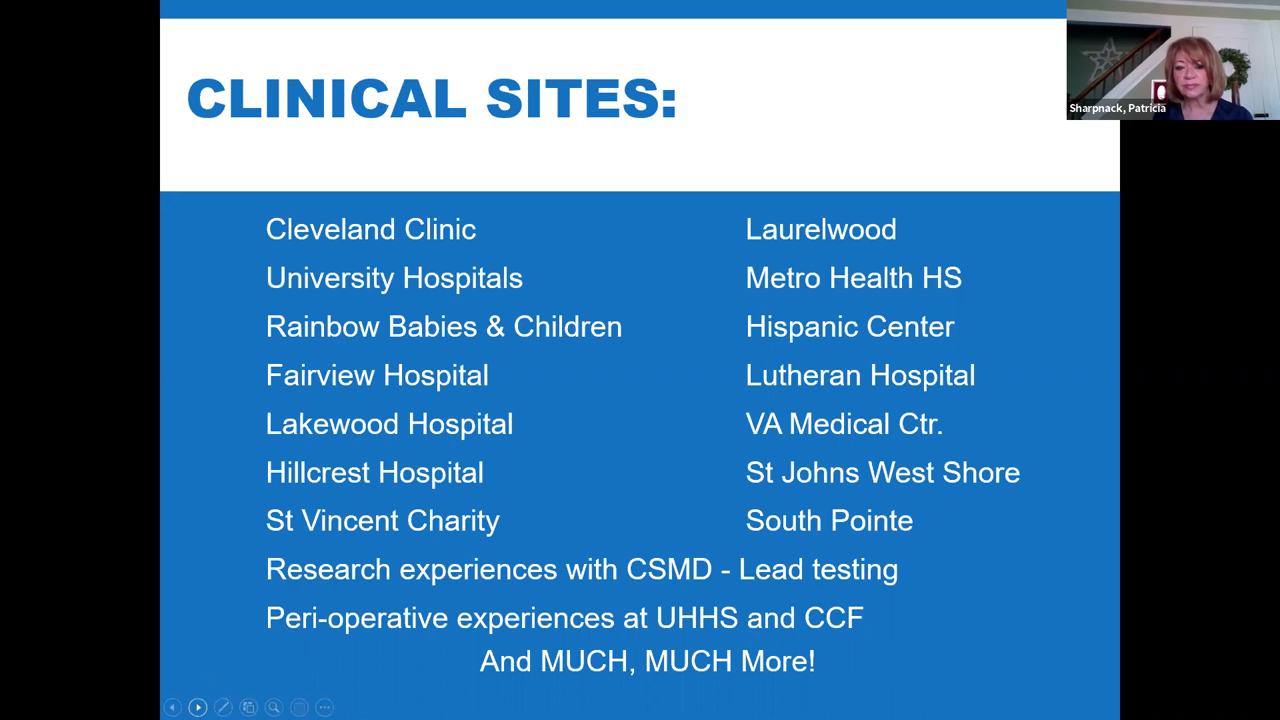 CLINICAL SITES:
Sharpnack, Patricia
Cleveland Clinic
University Hospitals
Rainbow Babies & Children
Fairview Hospital
Lakewood Hospital
Hillcrest Hospital
St Vincent Charity
Laurelwood
Metro Health HS
Hispanic Center
Lutheran Hospital
VA Medical Ctr.
St Johns West Shore
South Pointe
Research experiences with CSMD - Lead testing
Peri-operative experiences at UHHS and CCF
And MUCH, MUCH More!